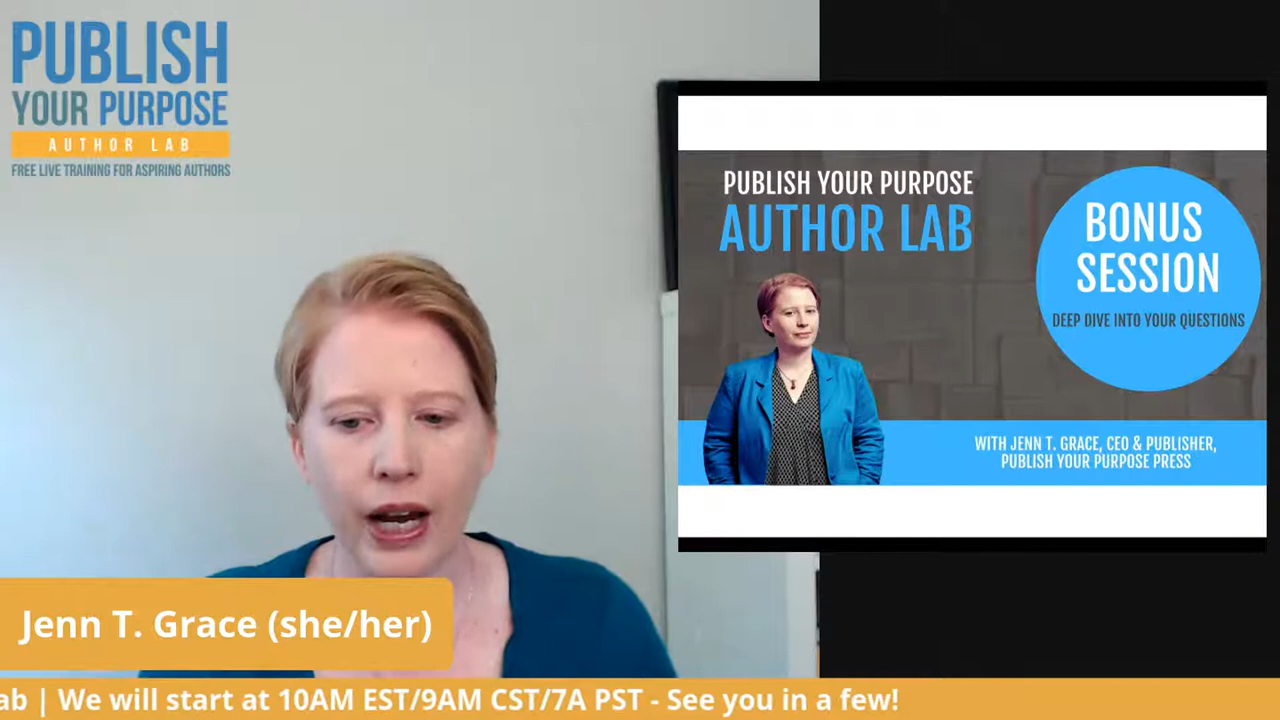 PUBLISH
YOUR PURPOSE
AUTHOR LAB
FREE LIVE TRAINING FOR ASPIRING AUTHORS
PUBLISH YOUR PURPOSE
AUTHOR LAB
BONUS
SESSION
DEEP DIVE INTO YOUR QUESTIONS
WITH JENN T. GRACE, CEO & PUBLISHER,
PUBLISH YOUR PURPOSE PRESS
Jenn T. Grace (she/her)
ab | We will start at 10AM EST/9AM CST/7A PST - See you in a few!